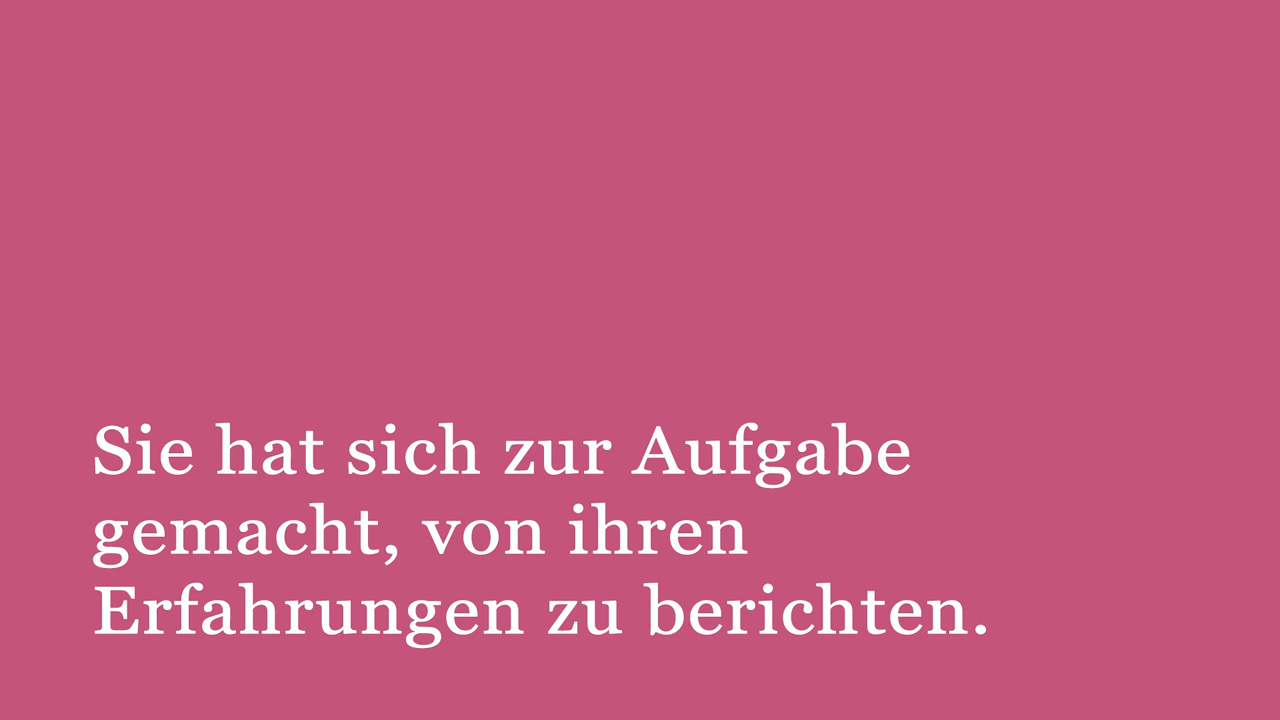 Sie hat sich zur Aufgabe
gemacht, von ihren
Erfahrungen zu berichten.